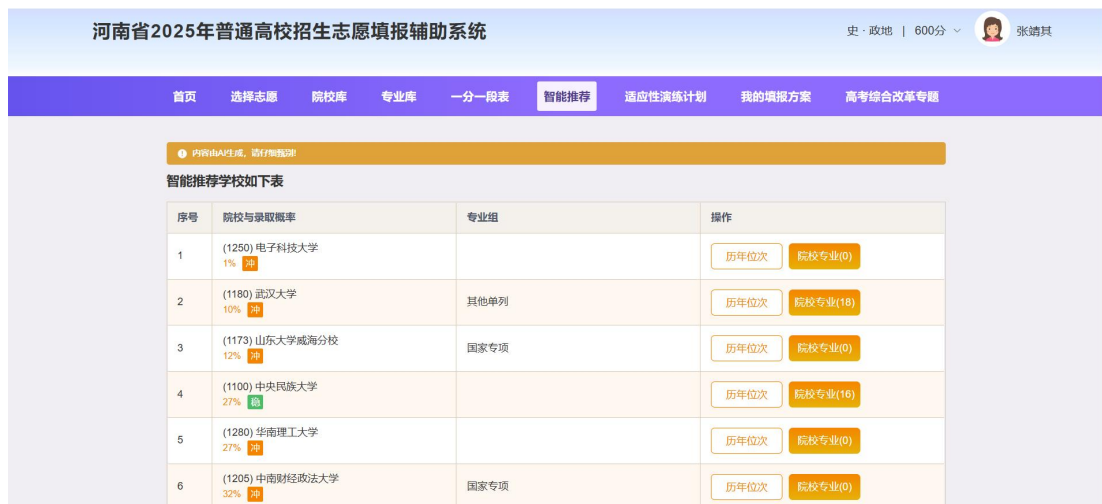 河南省2025年普通高校招生志愿填报辅助系统
史·政地 | 600分 张靖其
首页 选择志愿 院校库 专业库 一分一段表 智能推荐 适应性演练计划 我的填报方案 高考综合改革专题
内容由AI生成，请仔细甄别!
智能推荐学校如下表
序号 院校与录取概率 专业组 操作
1 (1250) 电子科技大学 历年位次 院校专业(0)
1% 冲
2 (1180) 武汉大学 其他单列 历年位次 院校专业(18)
10% 冲
3 (1173) 山东大学威海分校 国家专项 历年位次 院校专业(0)
12% 冲
4 (1100) 中央民族大学 历年位次 院校专业(16)
27% 稳
5 (1280) 华南理工大学 历年位次 院校专业(0)
27% 冲
6 (1205) 中南财经政法大学 国家专项 历年位次 院校专业(0)
32% 冲